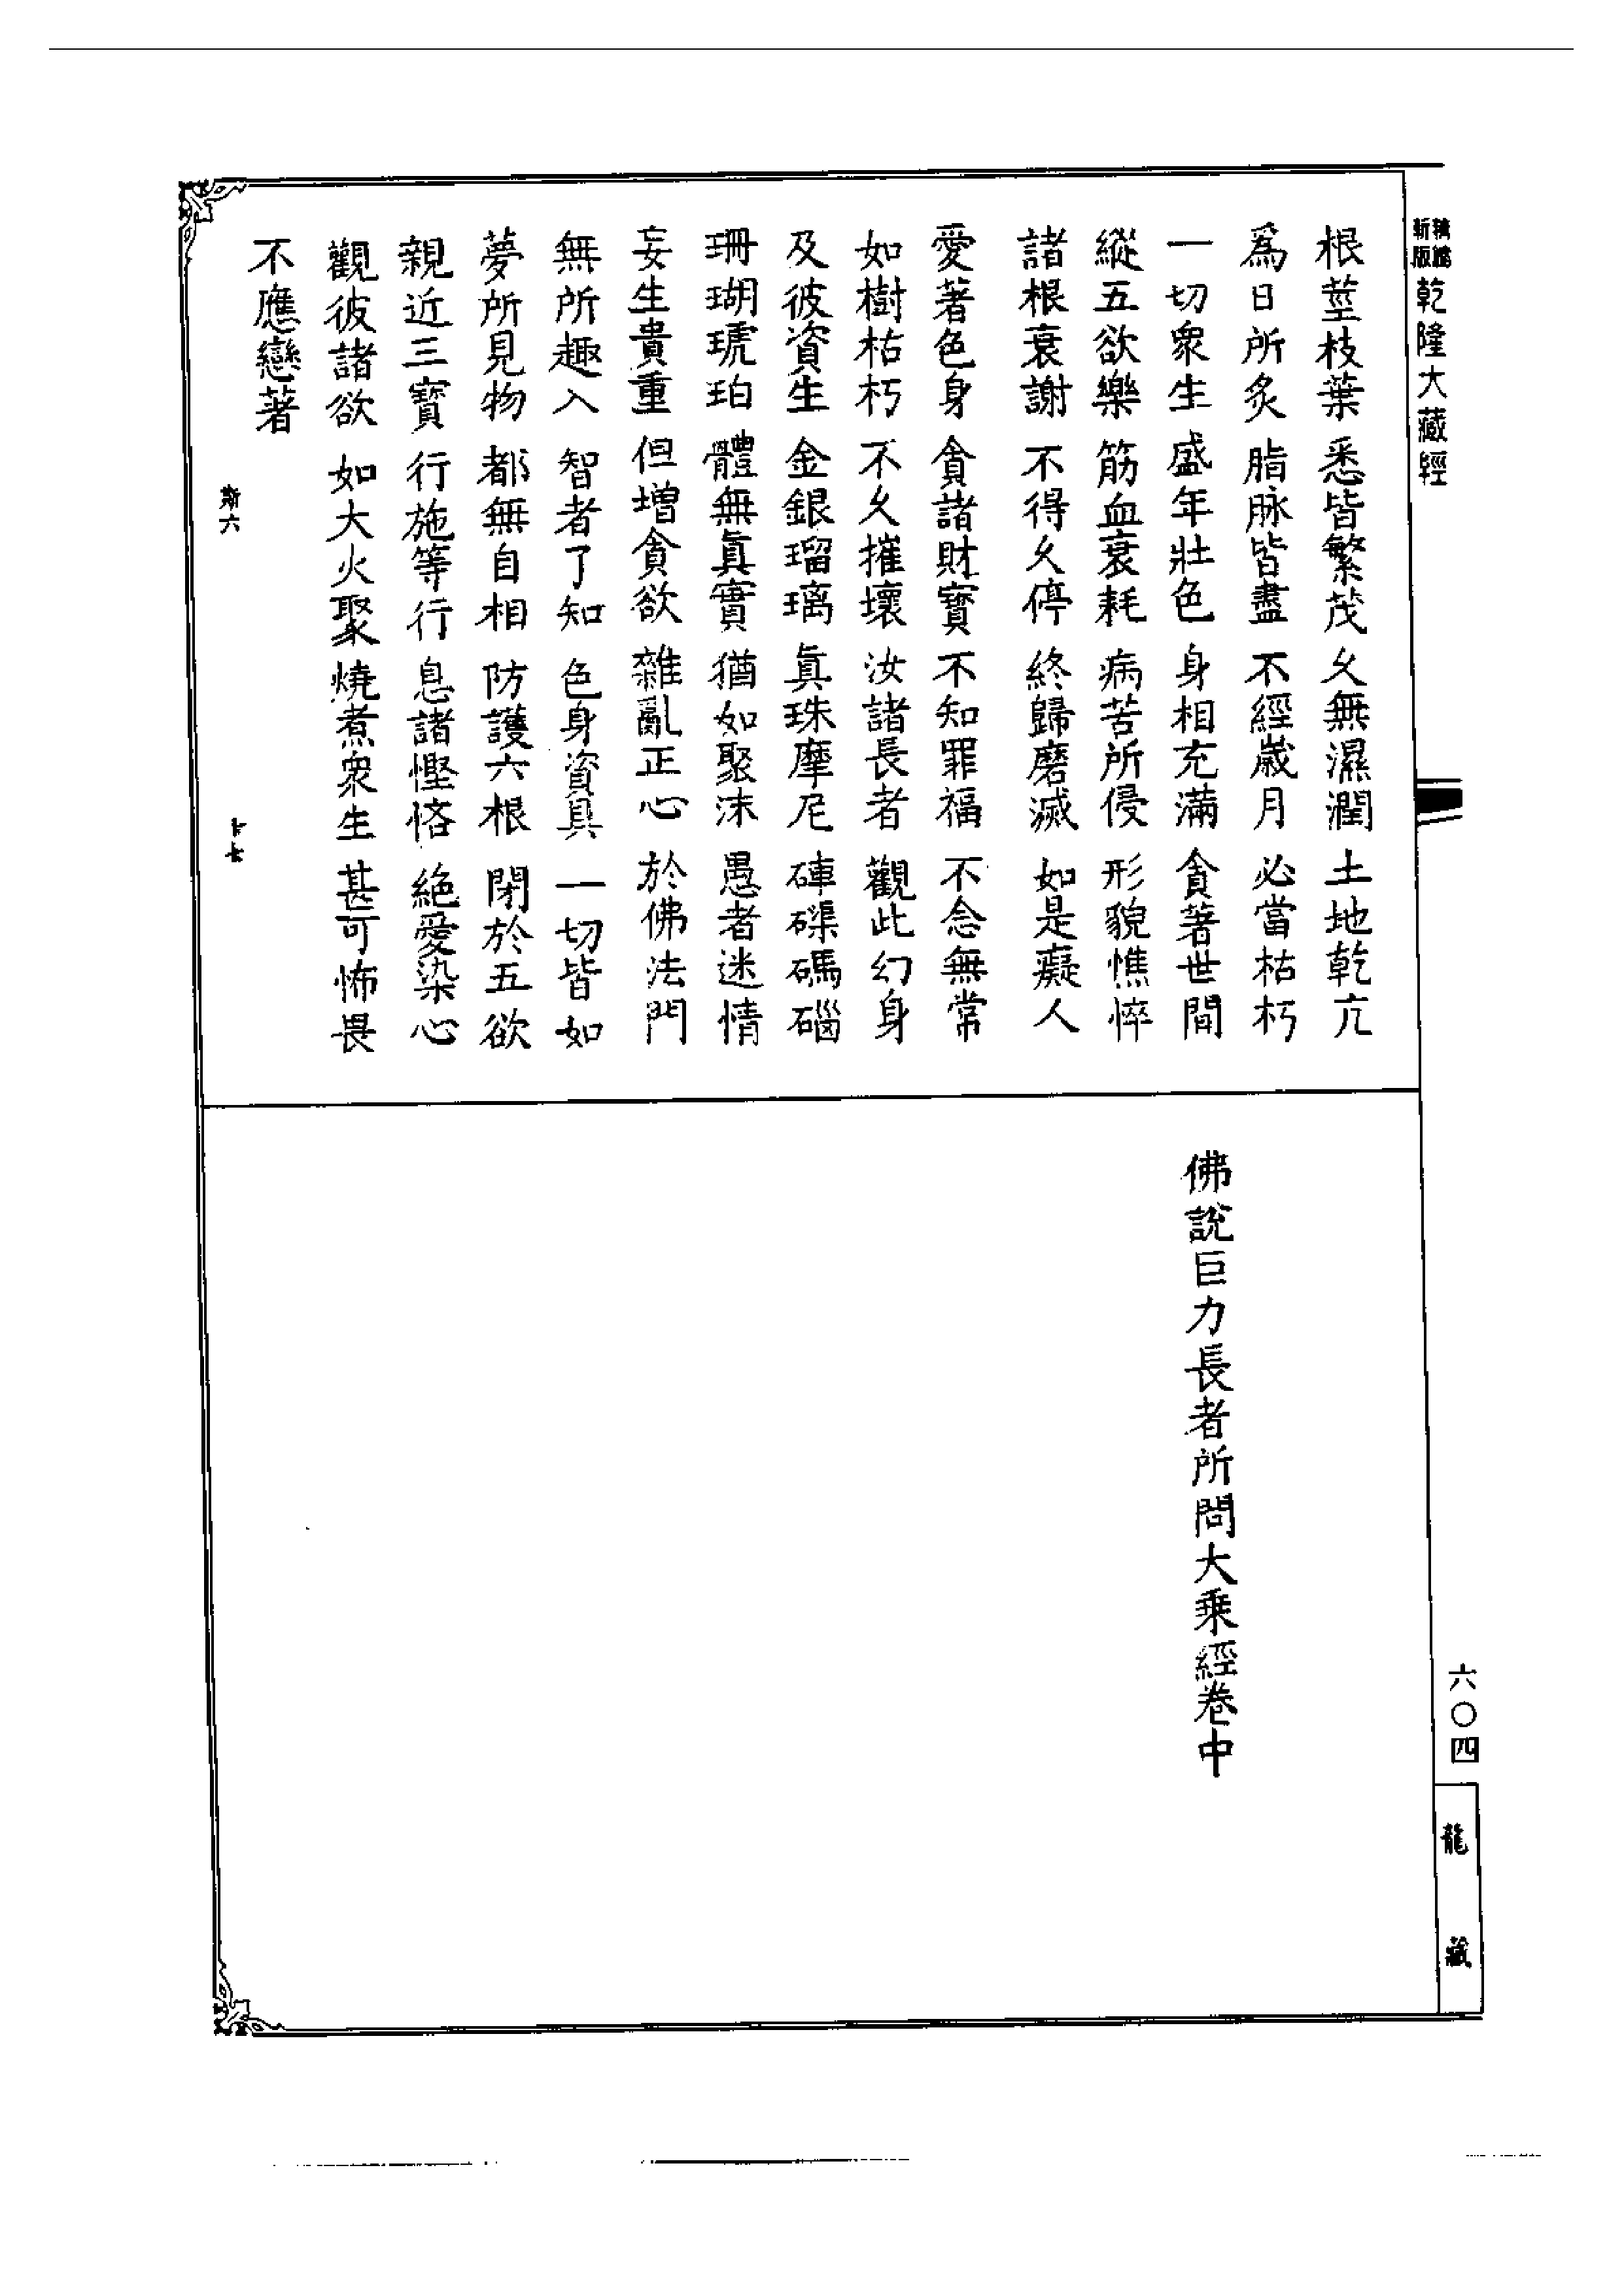 新版
乾隆大藏經
根莖枝葉 悉皆繁茂 久無濕潤 土地乾亢
為日所炙 脂脉皆盡 不經歲月 必當枯朽
一切衆生 盛年壯色 身相充滿 貪著世間
縱五欲樂 筋血衰耗 病苦所侵 形貌憔悴
諸根衰謝 不得久停 終歸磨滅 如是癡人
愛著色身 貪諸財寶 不知罪福 不念無常
如樹枯朽 不久摧壞 汝諸長者 觀此幻身
及彼資生 金銀瑠璃 眞珠摩尼 硨磲碼碯
珊瑚琥珀 體無眞實 猶如聚沫 愚者迷情
妄生貴重 但增貪欲 雜亂正心 於佛法門
無所趣入 智者了知 色身資具 一切皆如
夢所見物 都無自相 防護六根 閉於五欲
親近三寶 行施等行 息諸慳悋 絕愛染心
觀彼諸欲 如大火聚 燒煮衆生 甚可怖畏
不應戀著
斯六
佛說巨力長者所問大乘經卷中
六〇四
龍藏